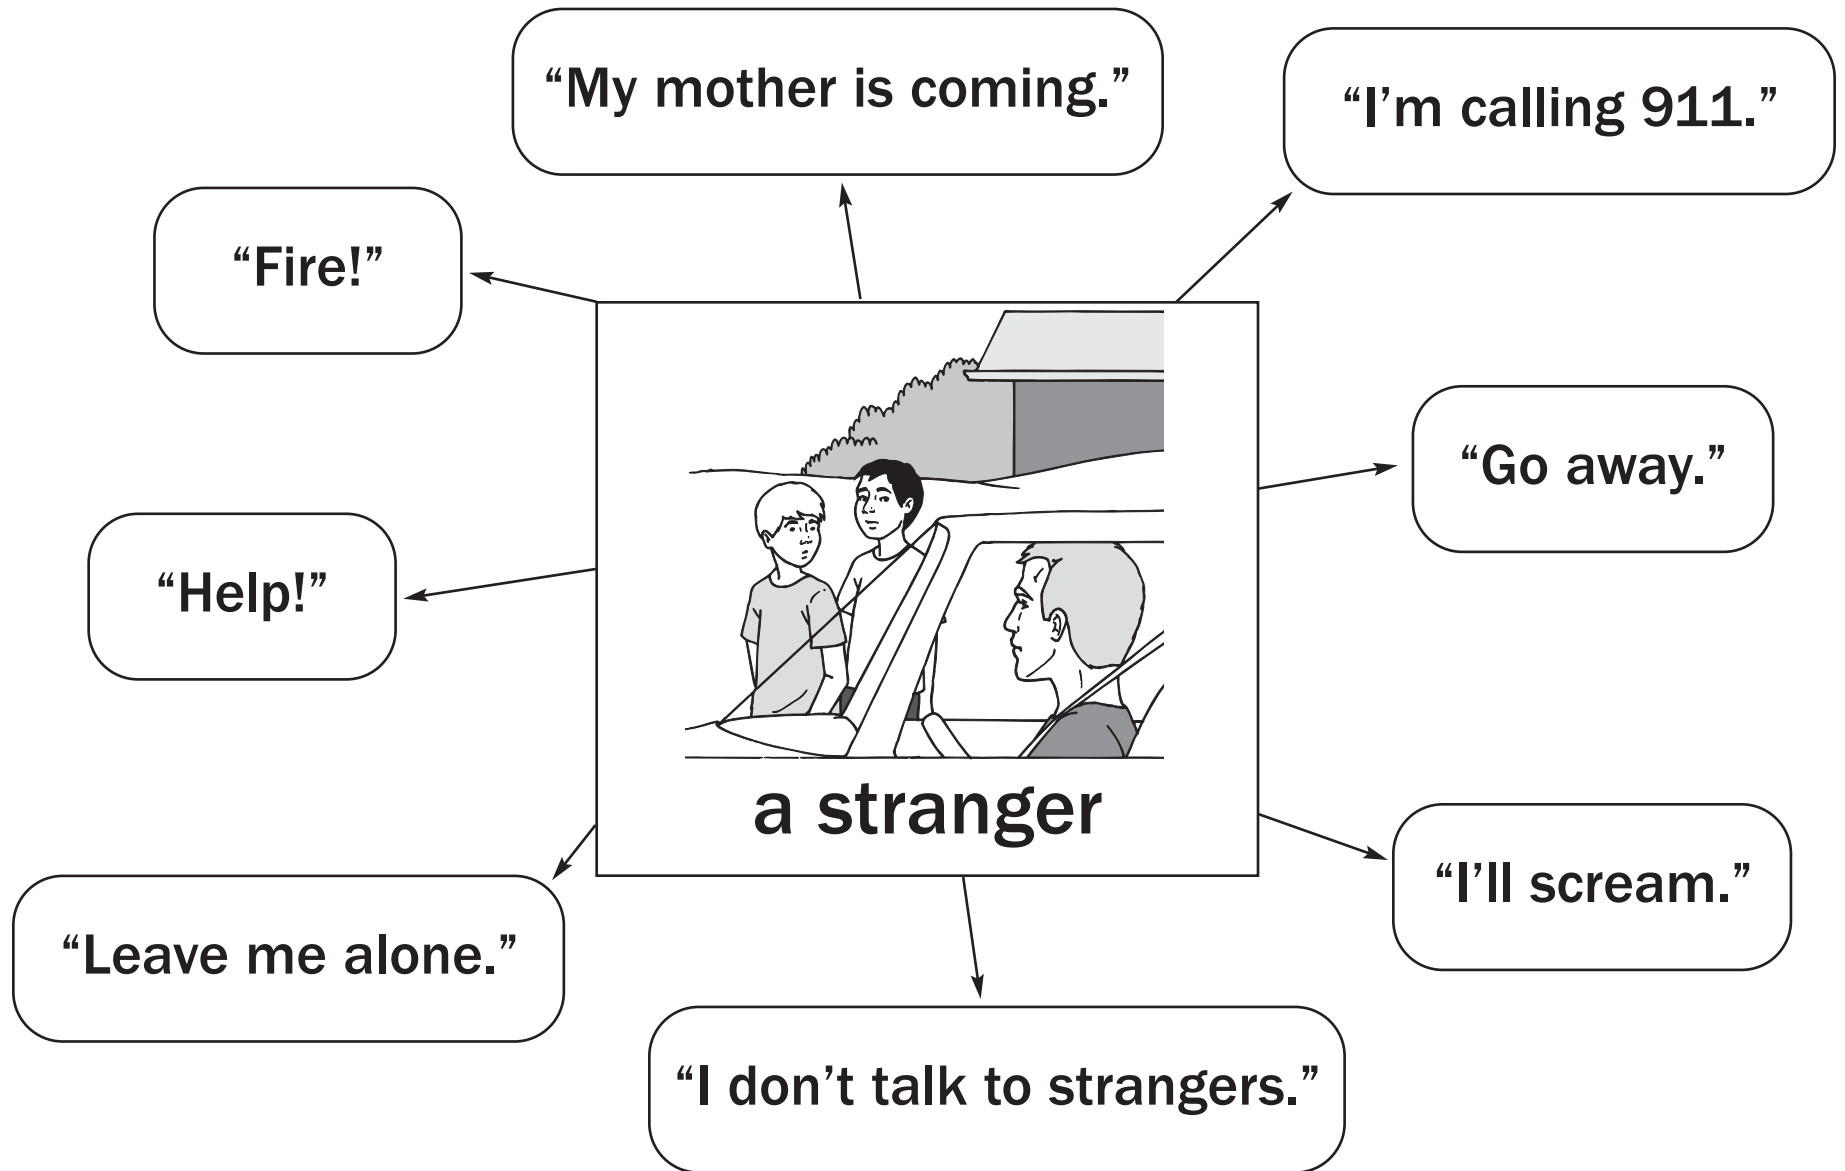 “My mother is coming.”
“I’m calling 911.”
“Fire!”
“Go away.”
“Help!”
a stranger
“I’ll scream.”
“Leave me alone.”
“I don’t talk to strangers.”